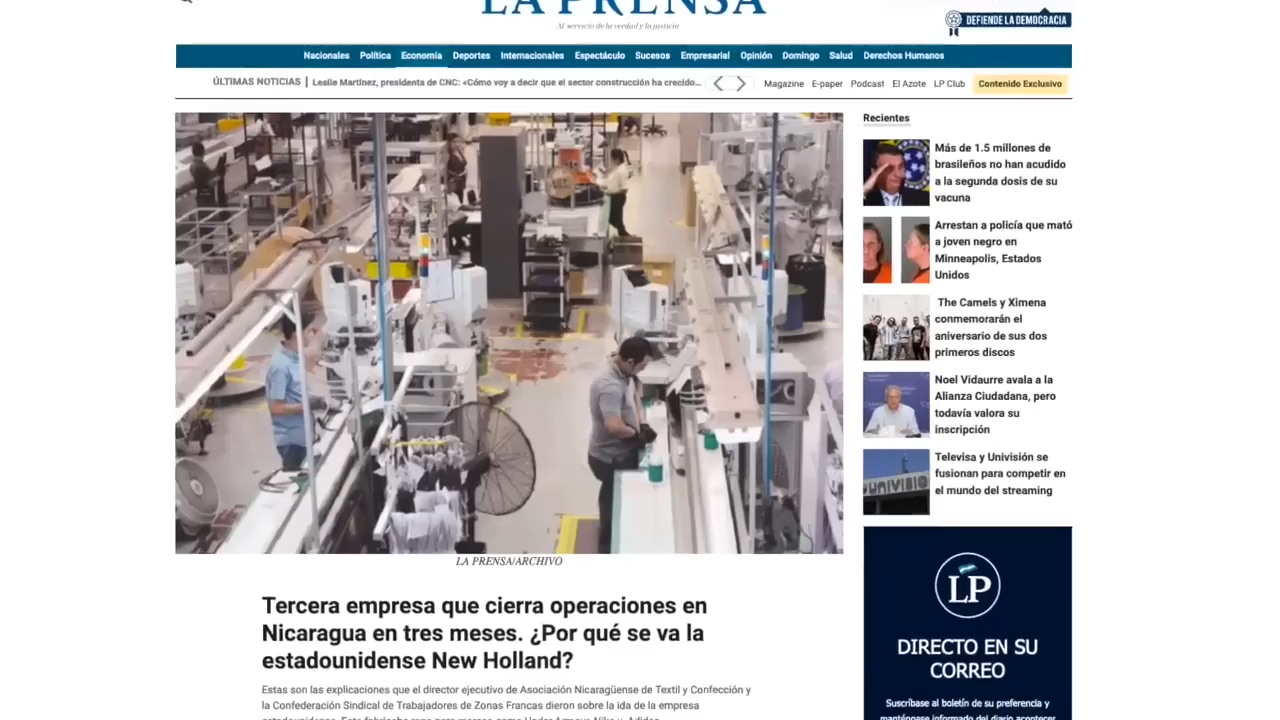 LA PRENSA
Al servicio de la verdad y la justicia
DEFIENDE LA DEMOCRACIA
Nacionales Política Economía Deportes Internacionales Espectáculo Sucesos Empresarial Opinión Domingo Salud Derechos Humanos
ÚLTIMAS NOTICIAS | Leslie Martínez, presidenta de CNC: «Cómo voy a decir que el sector construcción ha crecido...
Magazine E-paper Podcast El Azote LP Club Contenido Exclusivo
LA PRENSA/ARCHIVO
Tercera empresa que cierra operaciones en
Nicaragua en tres meses. ¿Por qué se va la
estadounidense New Holland?
Estas son las explicaciones que el director ejecutivo de Asociación Nicaragüense de Textil y Confección y
la Confederación Sindical de Trabajadores de Zonas Francas dieron sobre la ida de la empresa
Recientes
Más de 1.5 millones de
brasileños no han acudido
a la segunda dosis de su
vacuna
Arrestan a policía que mató
a joven negro en
Minneapolis, Estados
Unidos
The Camels y Ximena
conmemorarán el
aniversario de sus dos
primeros discos
Noel Vidaurre avala a la
Alianza Ciudadana, pero
todavía valora su
inscripción
UNIVISIO
Televisa y Univisión se
fusionan para competir en
el mundo del streaming
LP
DIRECTO EN SU
CORREO
Suscríbase al boletín de su preferencia y
manténgase informado del diario acontecer